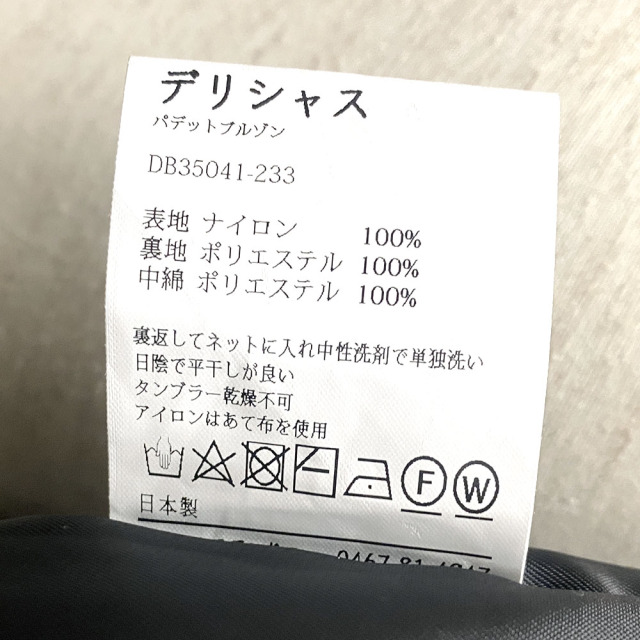 デリシャス
パデットブルゾン
DB35041-233
表地 ナイロン 100%
裏地 ポリエステル 100%
中綿 ポリエステル 100%
裏返してネットに入れ中性洗剤で単独洗い
日陰で平干しが良い
タンブラー乾燥不可
アイロンはあて布を使用
F W
日本製